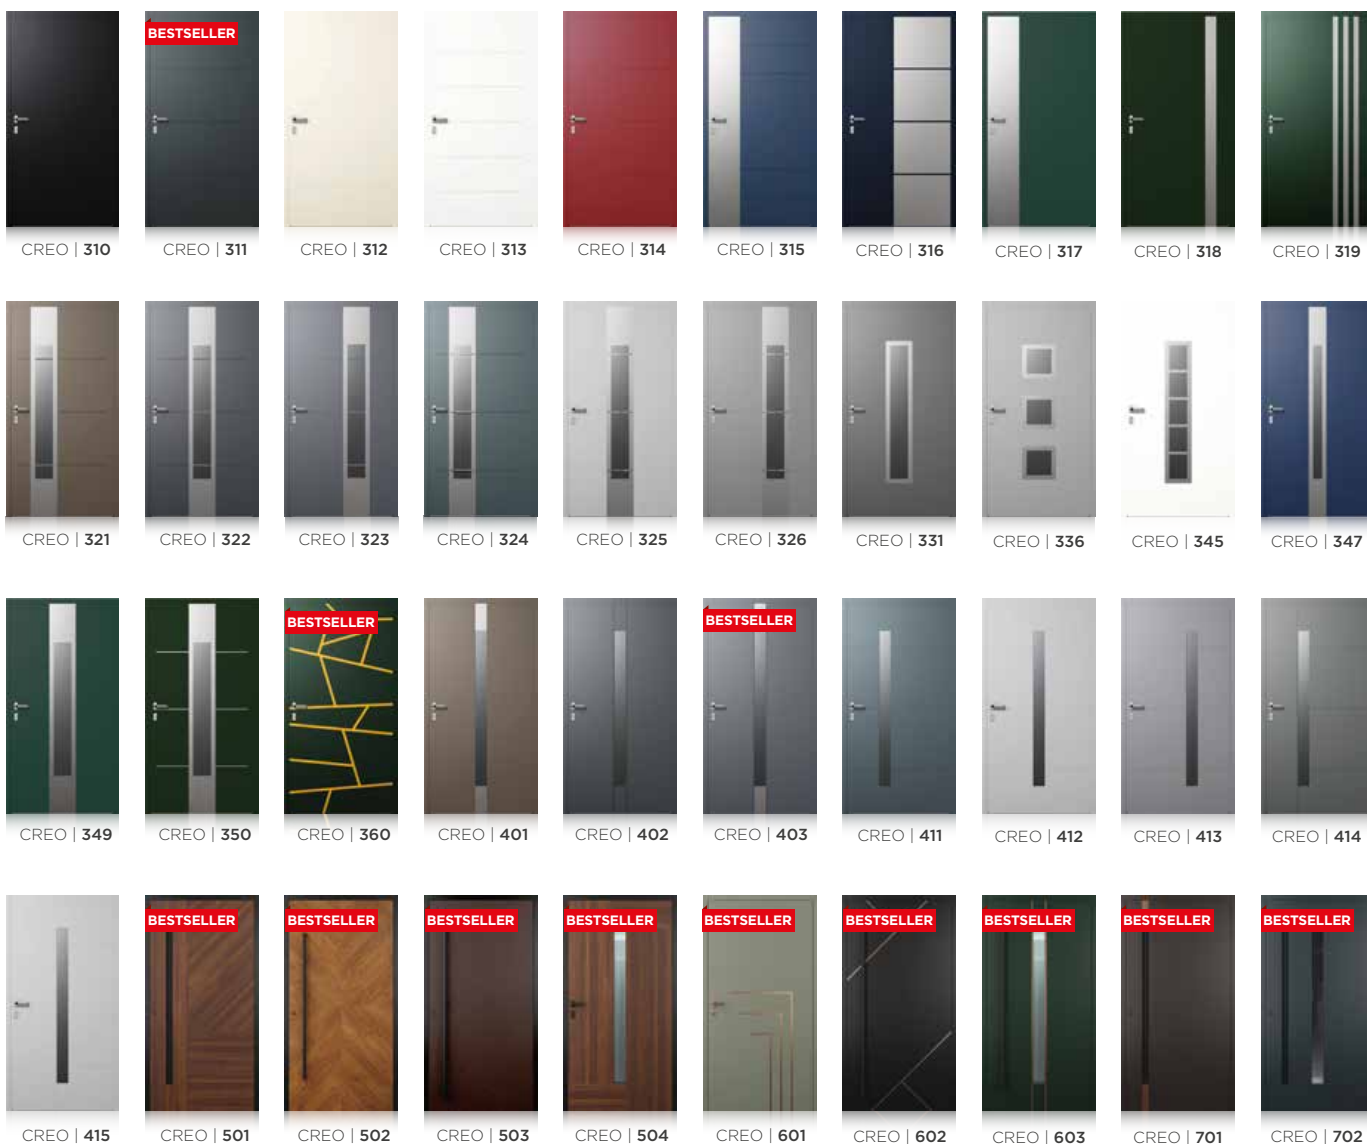 BESTSELLER
CREO | 310
CREO | 311
CREO | 312
CREO | 313
CREO | 314
CREO | 315
CREO | 316
CREO | 317
CREO | 318
CREO | 319
CREO | 321
CREO | 322
CREO | 323
CREO | 324
CREO | 325
CREO | 326
CREO | 331
CREO | 336
CREO | 345
CREO | 347
BESTSELLER
BESTSELLER
CREO | 349
CREO | 350
CREO | 360
CREO | 401
CREO | 402
CREO | 403
CREO | 411
CREO | 412
CREO | 413
CREO | 414
BESTSELLER
BESTSELLER
BESTSELLER
BESTSELLER
BESTSELLER
BESTSELLER
BESTSELLER
BESTSELLER
BESTSELLER
CREO | 415
CREO | 501
CREO | 502
CREO | 503
CREO | 504
CREO | 601
CREO | 602
CREO | 603
CREO | 701
CREO | 702